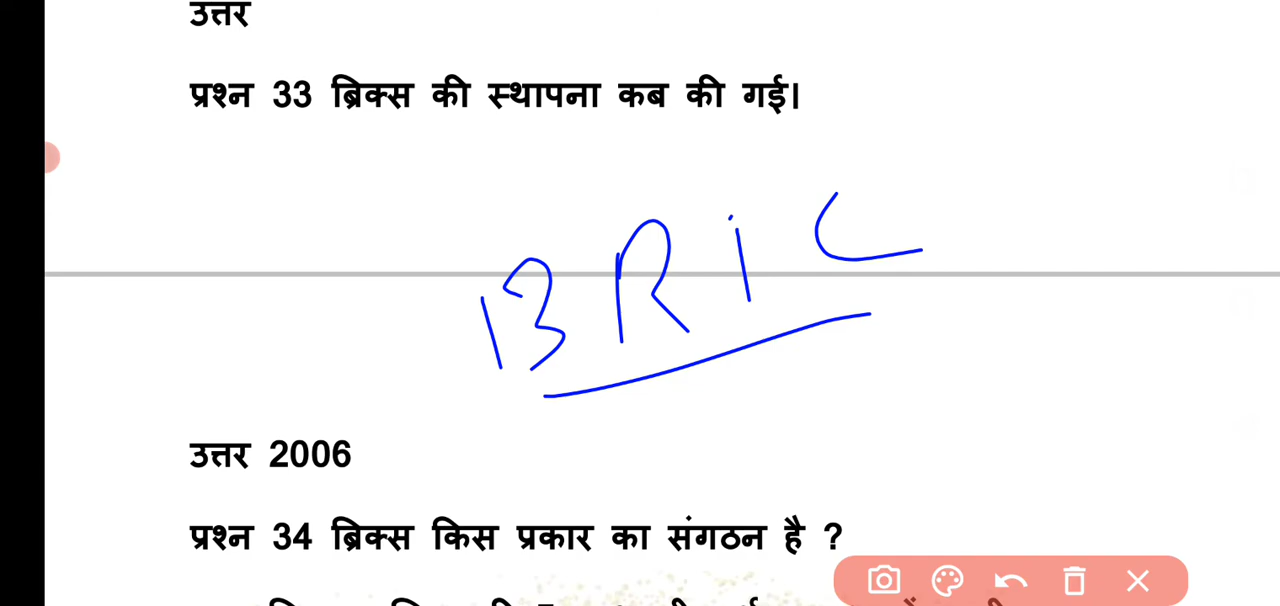 उत्तर
प्रश्न 33 ब्रिक्स की स्थापना कब की गई।
BRiC
उत्तर 2006
प्रश्न 34 ब्रिक्स किस प्रकार का संगठन है ?